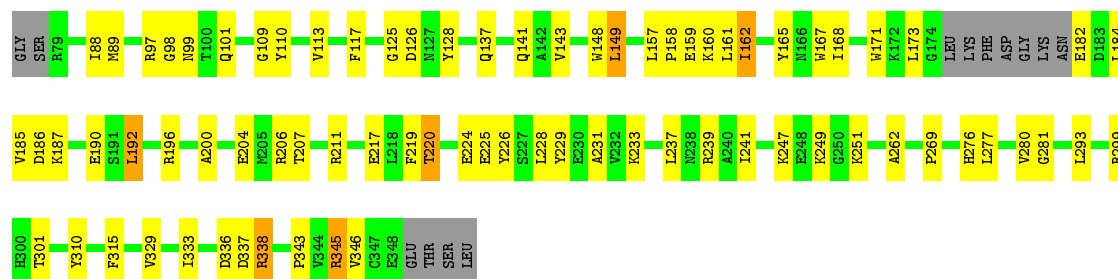 GLY SER R79 I88 M89 R97 G98 N99 T100 Q101 G109 Y110 V113 F117 G125 D126 N127 Y128 Q137 Q141 A142 V143 W148 L149 L157 P158 E159 K160 L161 I162 Y165 N166 W167 I168 W171 K172 L173 G174 LEU LYS PHE ASP GLY LYS ASN E182 D183
V185 D186 K187 E190 S191 L192 R196 A200 E204 M205 R206 T207 R211 E217 L218 F219 T220 E224 E225 Y226 S227 L228 Y229 E230 A231 V232 K233 L237 N238 R239 A240 I241 K247 E248 K249 G250 K251 A262 P269 H276 L277 V280 G281 L293
H300 T301 Y310 F315 V329 I333 D336 D337 R338 P343 V344 R345 V346 C347 E348 GLU THR SER LEU